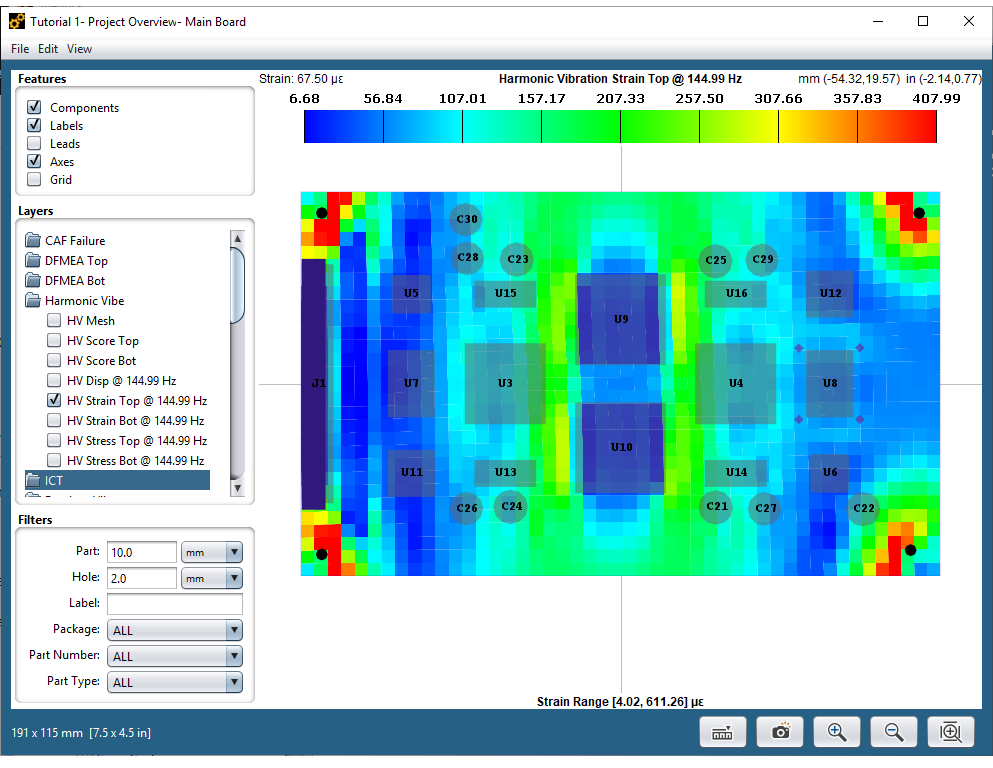 Tutorial 1- Project Overview- Main Board
File Edit View
Features
Components
Labels
Leads
Axes
Grid
Layers
CAF Failure
DFMEA Top
DFMEA Bot
Harmonic Vibe
HV Mesh
HV Score Top
HV Score Bot
HV Disp @ 144.99 Hz
HV Strain Top @ 144.99 Hz
HV Strain Bot @ 144.99 Hz
HV Stress Top @ 144.99 Hz
HV Stress Bot @ 144.99 Hz
ICT
Filters
Part: 10.0 mm
Hole: 2.0 mm
Label:
Package: ALL
Part Number: ALL
Part Type: ALL
Strain: 67.50 µε Harmonic Vibration Strain Top @ 144.99 Hz mm (-54.32,19.57) in (-2.14,0.77)
6.68 56.84 107.01 157.17 207.33 257.50 307.66 357.83 407.99
C30
C28 C23 C25 C29
U5 U15 U16 U12
U9
J1 U7 U3 U4 U8
U10
U11 U13 U14 U6
C26 C24 C21 C27 C22
Strain Range [4.02, 611.26] µε
191 x 115 mm [7.5 x 4.5 in]